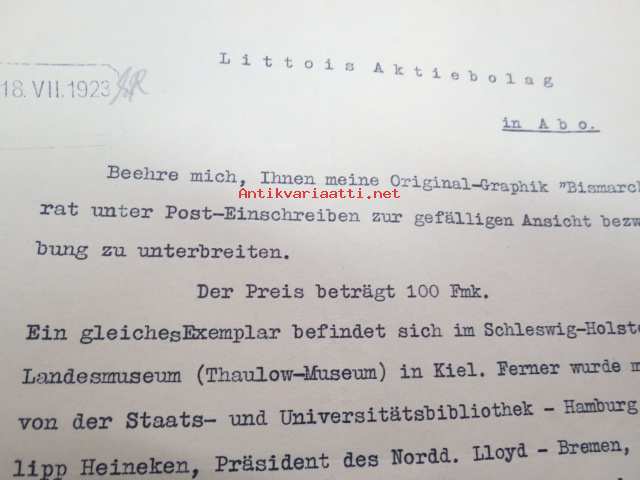 Littois Aktiebolag
18.VII.1923
in Abo.
Beehre mich, Ihnen meine Original-Graphik "Bismarc
Antikvariaatti.net
rat unter Post-Einschreiben zur gefälligen Ansicht bezw
bung zu unterbreiten.
Der Preis beträgt 100 Fmk.
Ein gleichesExemplar befindet sich im Schleswig-Holste
Landesmuseum (Thaulow-Museum) in Kiel. Ferner wurde m
von der Staats- und Universitätsbibliothek - Hamburg
lipp Heineken, Präsident des Nordd. Lloyd - Bremen,